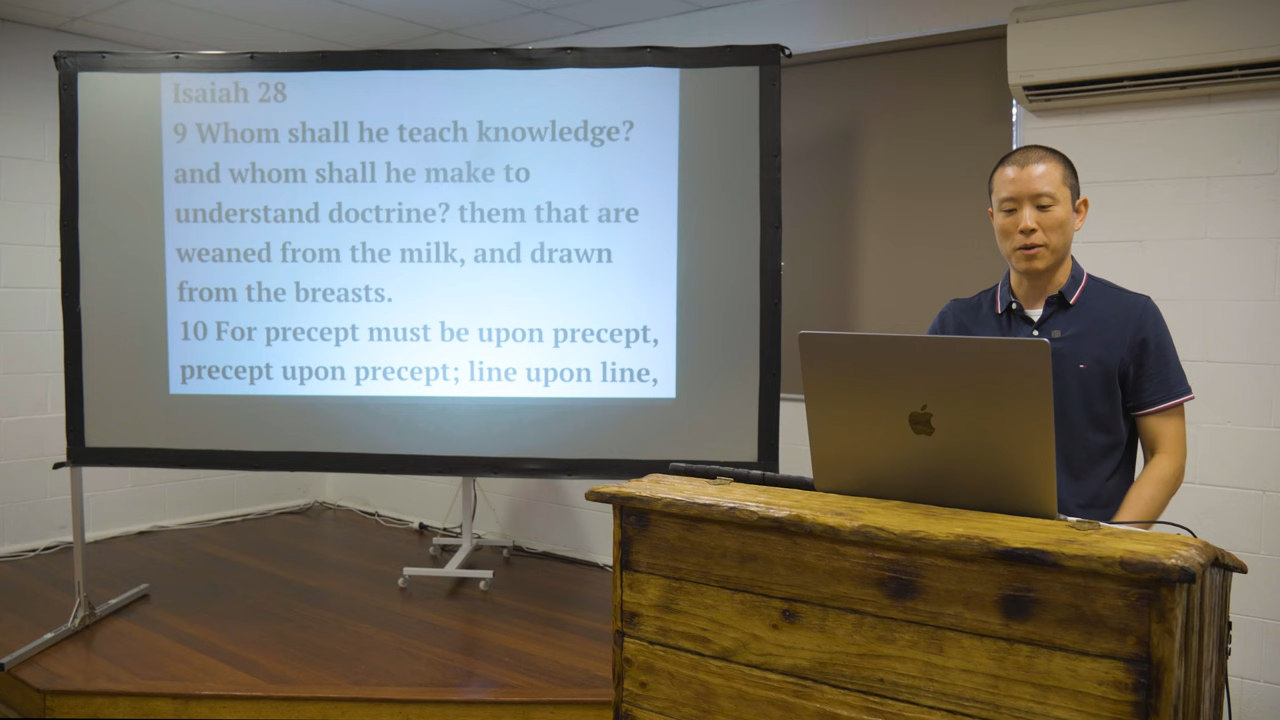 Isaiah 28
9 Whom shall he teach knowledge?
and whom shall he make to
understand doctrine? them that are
weaned from the milk, and drawn
from the breasts.
10 For precept must be upon precept,
precept upon precept; line upon line,